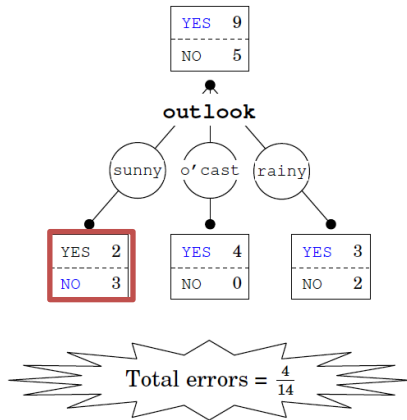 YES 9
NO 5
outlook
sunny o'cast rainy
YES 2 YES 4 YES 3
NO 3 NO 0 NO 2
Total errors = 4/14